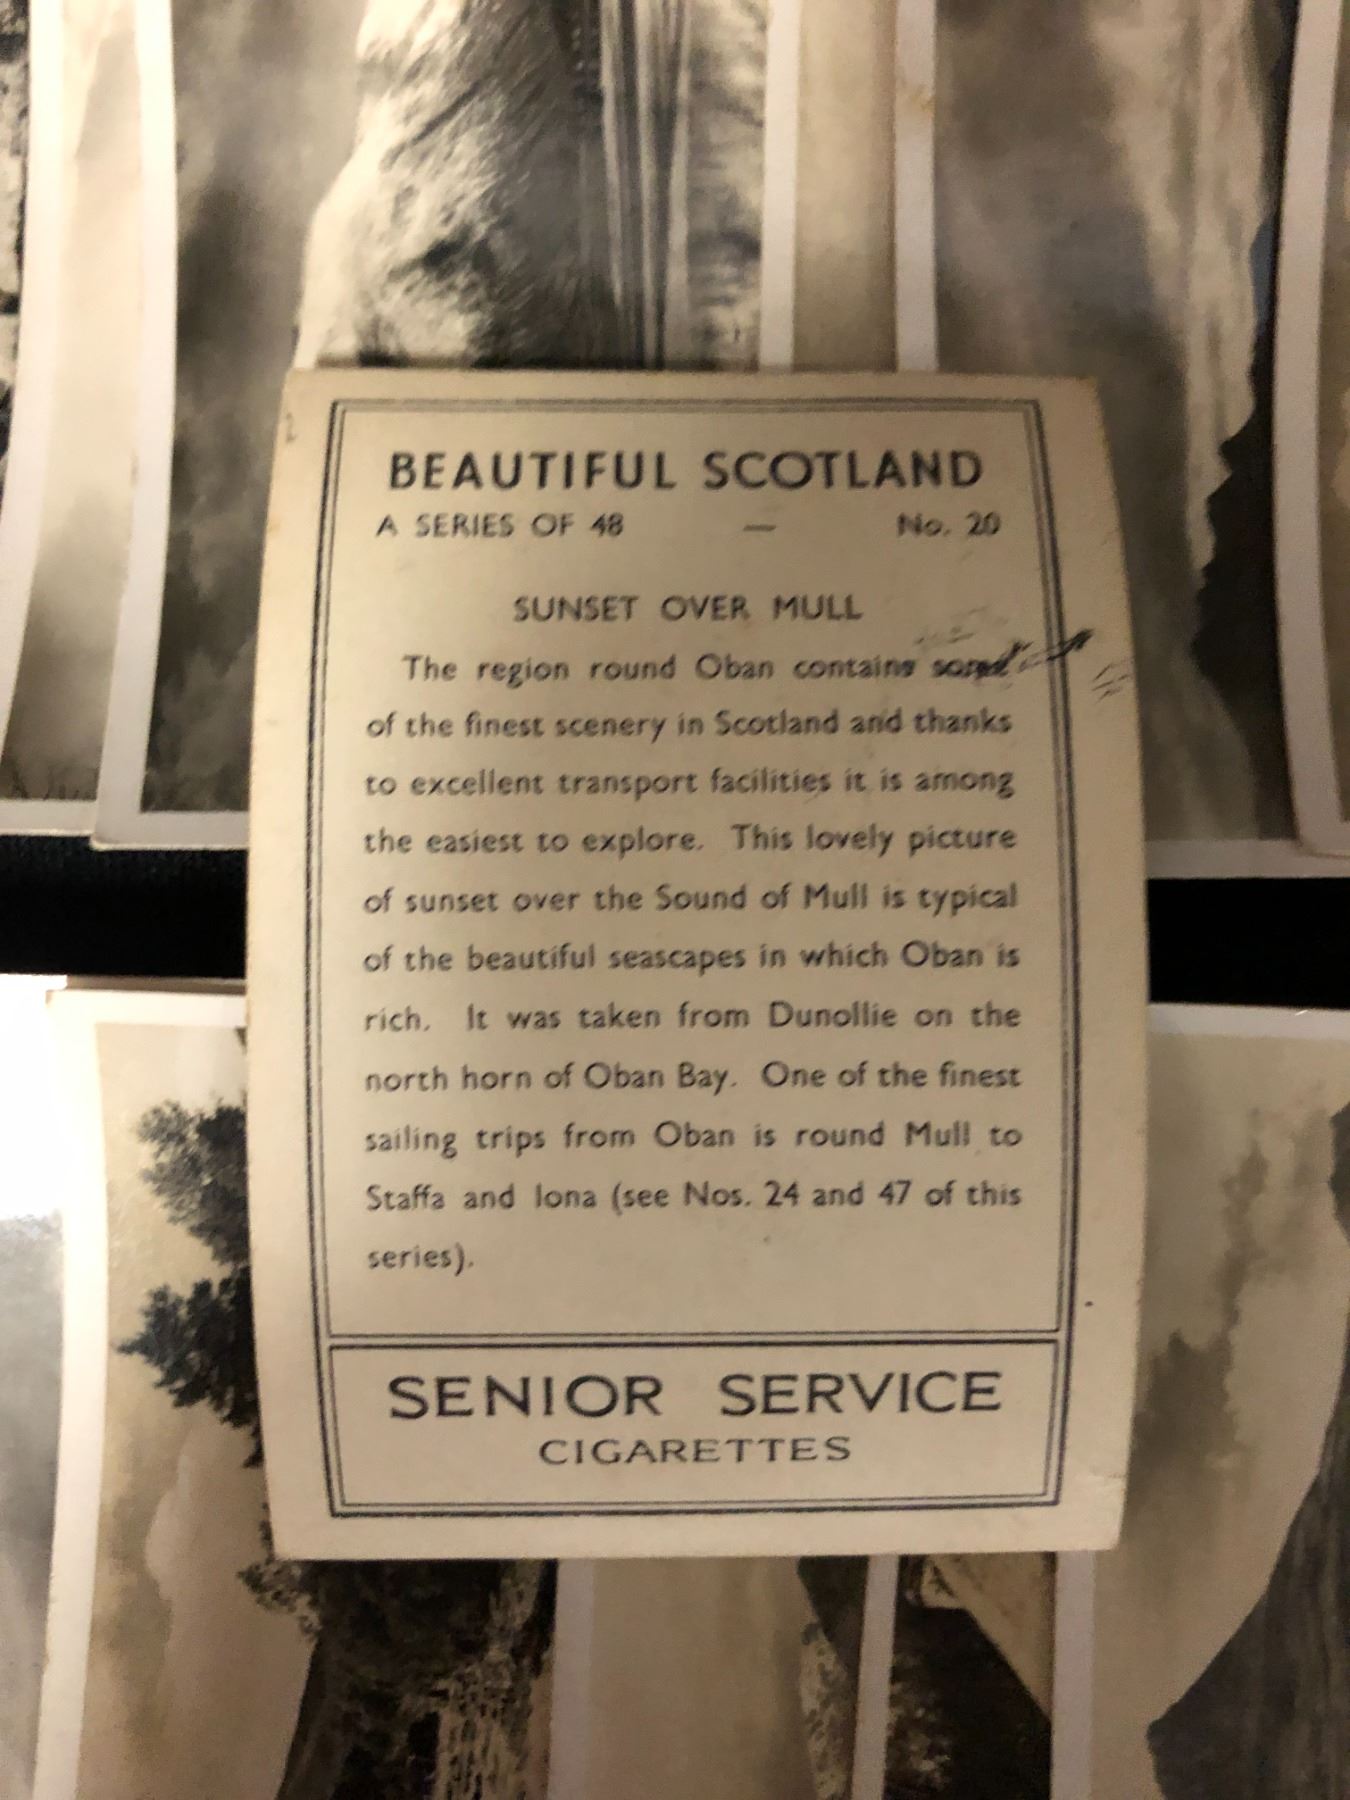 BEAUTIFUL SCOTLAND
A SERIES OF 48 — No. 20
SUNSET OVER MULL
The region round Oban contains some
of the finest scenery in Scotland and thanks
to excellent transport facilities it is among
the easiest to explore. This lovely picture
of sunset over the Sound of Mull is typical
of the beautiful seascapes in which Oban is
rich. It was taken from Dunollie on the
north horn of Oban Bay. One of the finest
sailing trips from Oban is round Mull to
Staffa and Iona (see Nos. 24 and 47 of this
series).
SENIOR SERVICE
CIGARETTES